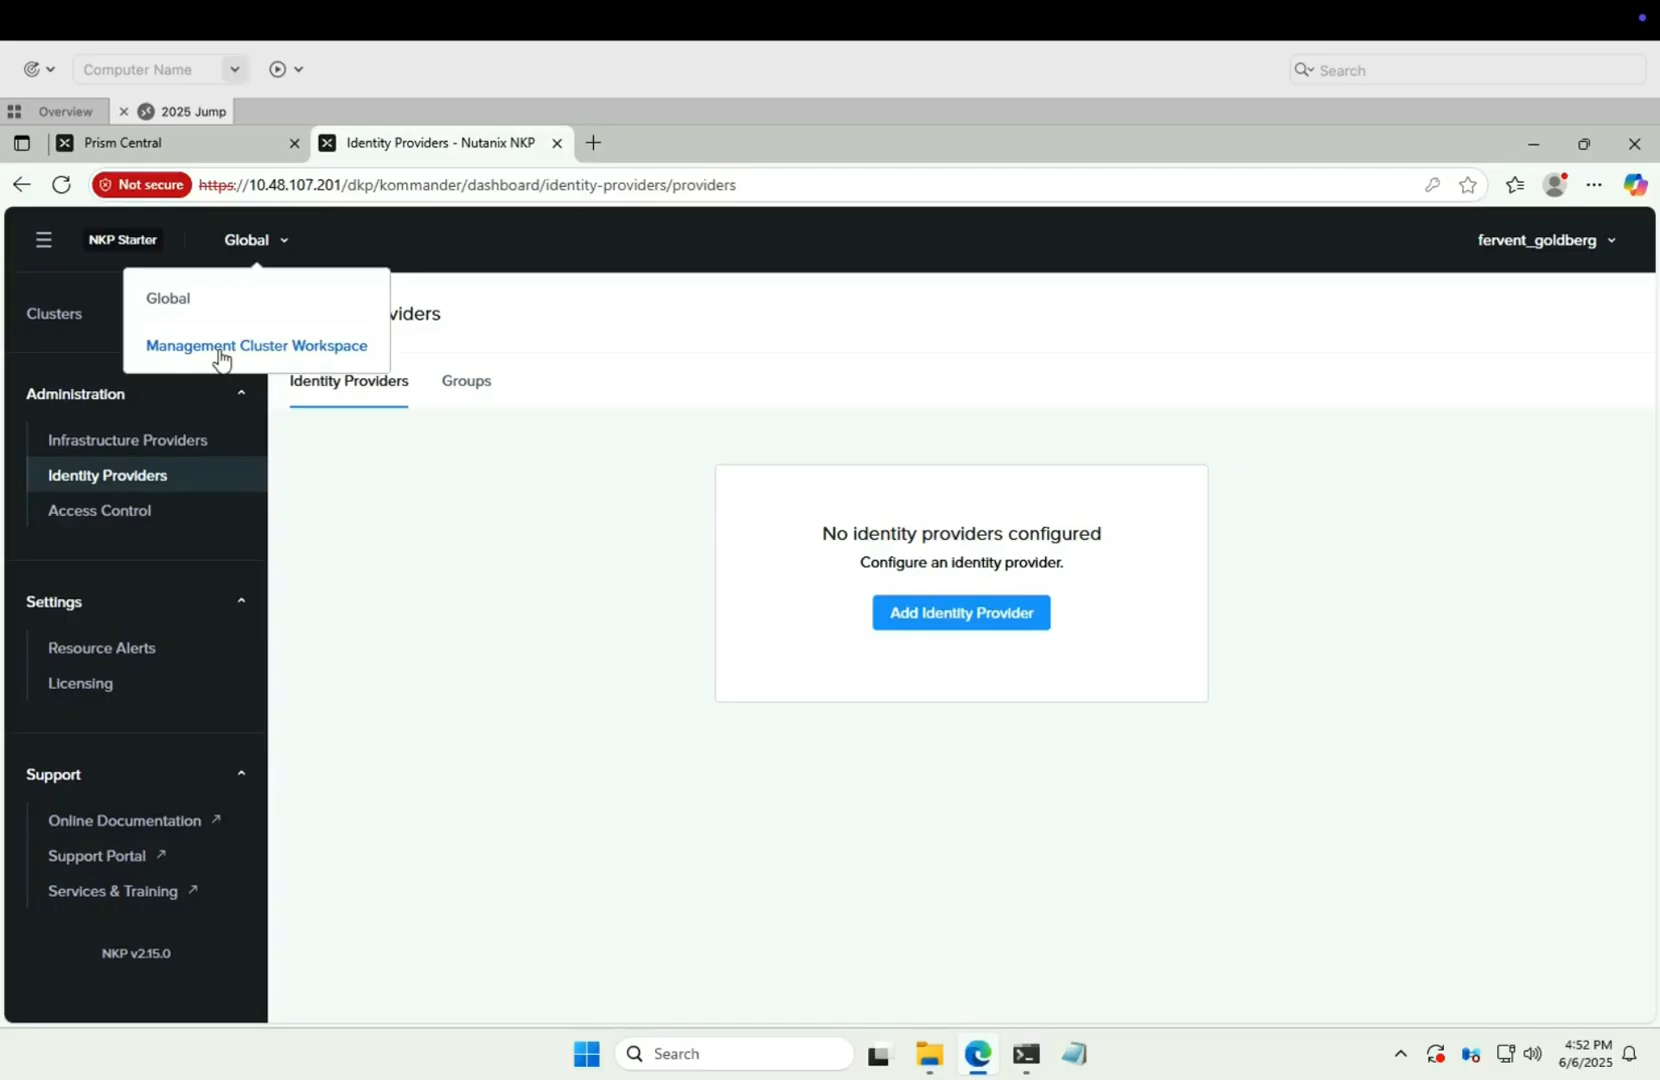 Computer Name
Search
Overview
2025 Jump
Prism Central
Identity Providers - Nutanix NKP
Not secure
https://10.48.107.201/dkp/kommander/dashboard/identity-providers/providers
NKP Starter
Global
fervent_goldberg
Global
Management Cluster Workspace
Clusters
viders
Identity Providers
Groups
Administration
Infrastructure Providers
Identity Providers
Access Control
No identity providers configured
Configure an identity provider.
Add Identity Provider
Settings
Resource Alerts
Licensing
Support
Online Documentation
Support Portal
Services & Training
NKP v2.15.0
Search
4:52 PM
6/6/2025